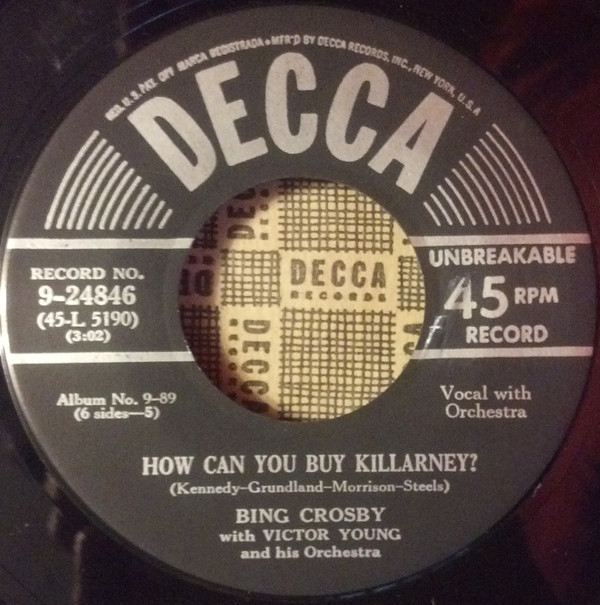 REG. U.S. PAT. OFF. MARCA REGISTRADA • MFR'D BY DECCA RECORDS, INC., NEW YORK, U.S.A.
DECCA
RECORD NO.
9-24846
(45-L 5190)
(3:02)
UNBREAKABLE
45 RPM
RECORD
DECCA
RECORDS
DECCA
DECCA
Album No. 9-89
(6 sides—5)
Vocal with
Orchestra
HOW CAN YOU BUY KILLARNEY?
(Kennedy-Grundland-Morrison-Steels)
BING CROSBY
with VICTOR YOUNG
and his Orchestra